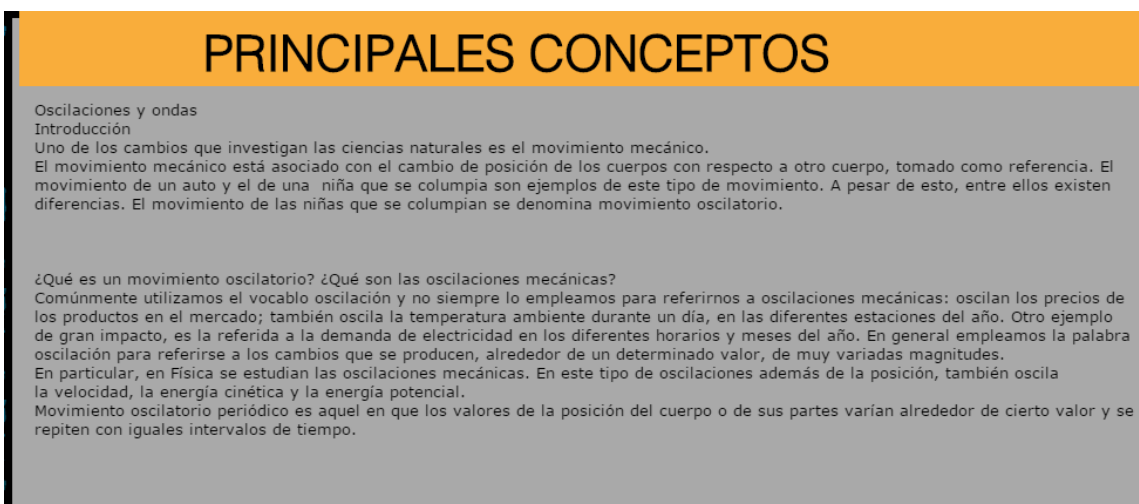 PRINCIPALES CONCEPTOS
Oscilaciones y ondas
Introducción
Uno de los cambios que investigan las ciencias naturales es el movimiento mecánico.
El movimiento mecánico está asociado con el cambio de posición de los cuerpos con respecto a otro cuerpo, tomado como referencia. El
movimiento de un auto y el de una  niña que se columpia son ejemplos de este tipo de movimiento. A pesar de esto, entre ellos existen
diferencias. El movimiento de las niñas que se columpian se denomina movimiento oscilatorio.
¿Qué es un movimiento oscilatorio? ¿Qué son las oscilaciones mecánicas?
Comúnmente utilizamos el vocablo oscilación y no siempre lo empleamos para referirnos a oscilaciones mecánicas: oscilan los precios de
los productos en el mercado; también oscila la temperatura ambiente durante un día, en las diferentes estaciones del año. Otro ejemplo
de gran impacto, es la referida a la demanda de electricidad en los diferentes horarios y meses del año. En general empleamos la palabra
oscilación para referirse a los cambios que se producen, alrededor de un determinado valor, de muy variadas magnitudes.
En particular, en Física se estudian las oscilaciones mecánicas. En este tipo de oscilaciones además de la posición, también oscila
la velocidad, la energía cinética y la energía potencial.
Movimiento oscilatorio periódico es aquel en que los valores de la posición del cuerpo o de sus partes varían alrededor de cierto valor y se
repiten con iguales intervalos de tiempo.